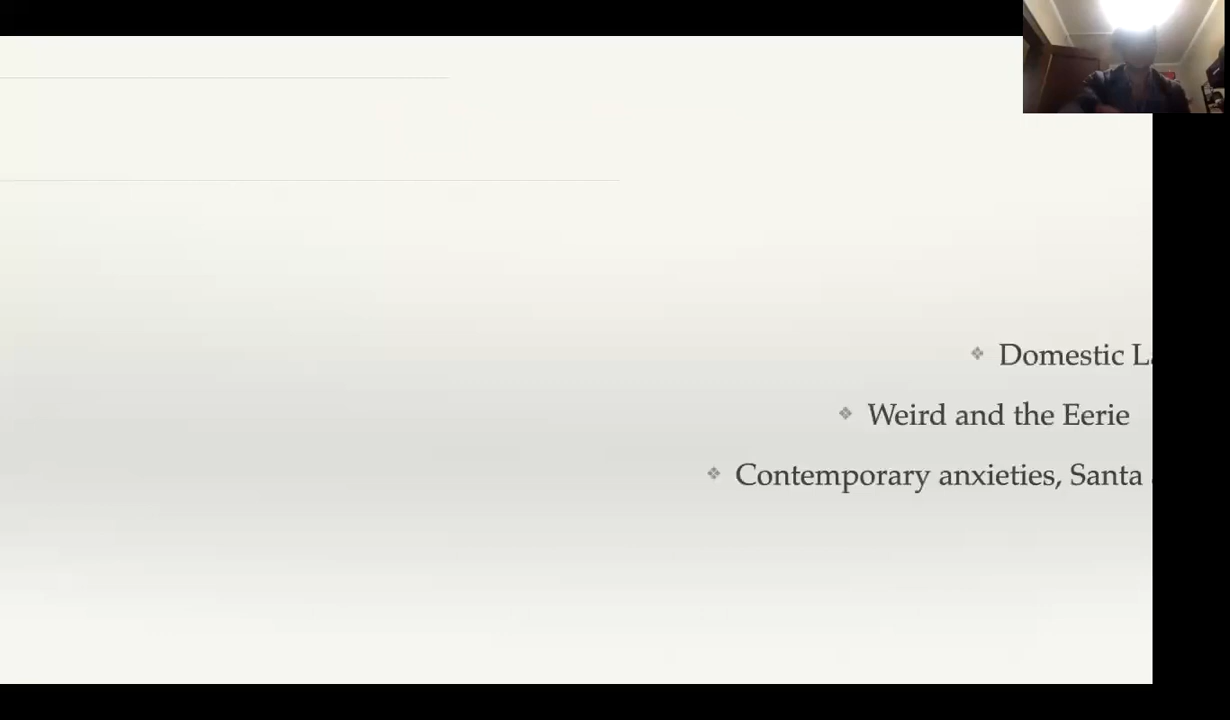 Domestic
Weird and the Eerie
Contemporary anxieties, Santa